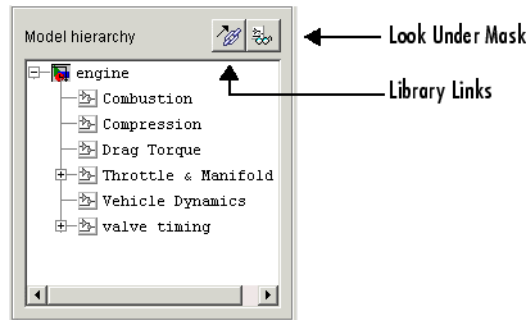 Model hierarchy
Look Under Mask
Library Links
engine
Combustion
Compression
Drag Torque
Throttle & Manifold
Vehicle Dynamics
valve timing